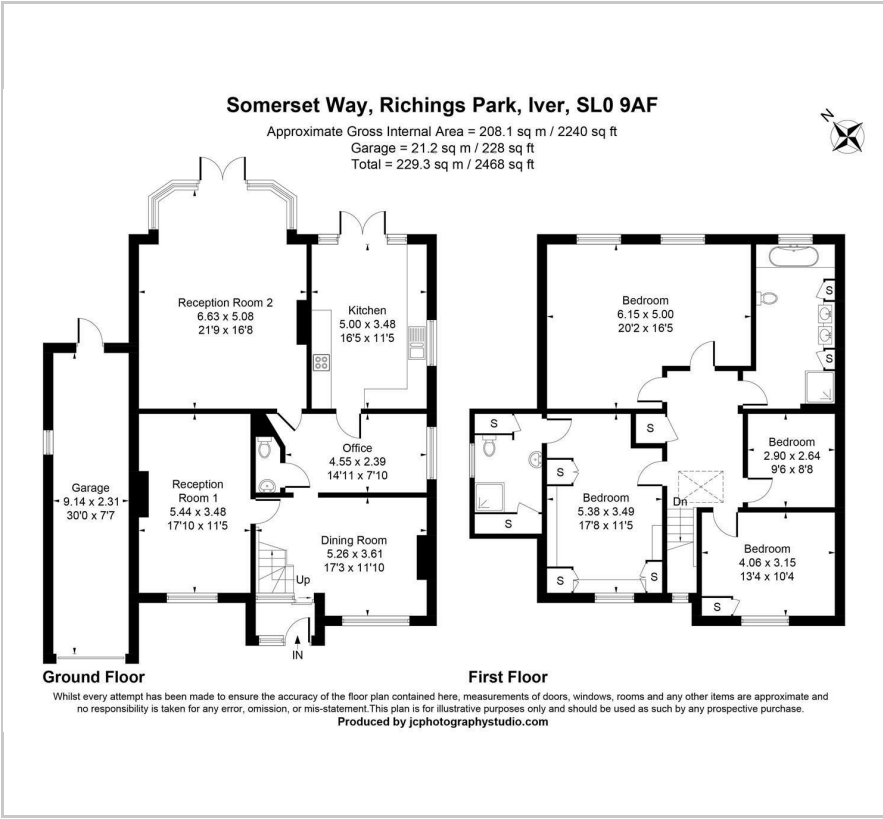 Somerset Way, Richings Park, Iver, SL0 9AF
Approximate Gross Internal Area = 208.1 sq m / 2240 sq ft
Garage = 21.2 sq m / 228 sq ft
Total = 229.3 sq m / 2468 sq ft
N
Reception Room 2
6.63 x 5.08
21'9 x 16'8
Kitchen
5.00 x 3.48
16'5 x 11'5
Office
4.55 x 2.39
14'11 x 7'10
Garage
9.14 x 2.31
30'0 x 7'7
Reception
Room 1
5.44 x 3.48
17'10 x 11'5
Dining Room
5.26 x 3.61
17'3 x 11'10
Up
IN
Ground Floor
Bedroom
6.15 x 5.00
20'2 x 16'5
S
S
S
S
S
Bedroom
2.90 x 2.64
9'6 x 8'8
Bedroom
5.38 x 3.49
17'8 x 11'5
S
Dn
S
S
Bedroom
4.06 x 3.15
13'4 x 10'4
S
First Floor
Whilst every attempt has been made to ensure the accuracy of the floor plan contained here, measurements of doors, windows, rooms and any other items are approximate and
no responsibility is taken for any error, omission, or mis-statement.This plan is for illustrative purposes only and should be used as such by any prospective purchase.
Produced by jcphotographystudio.com